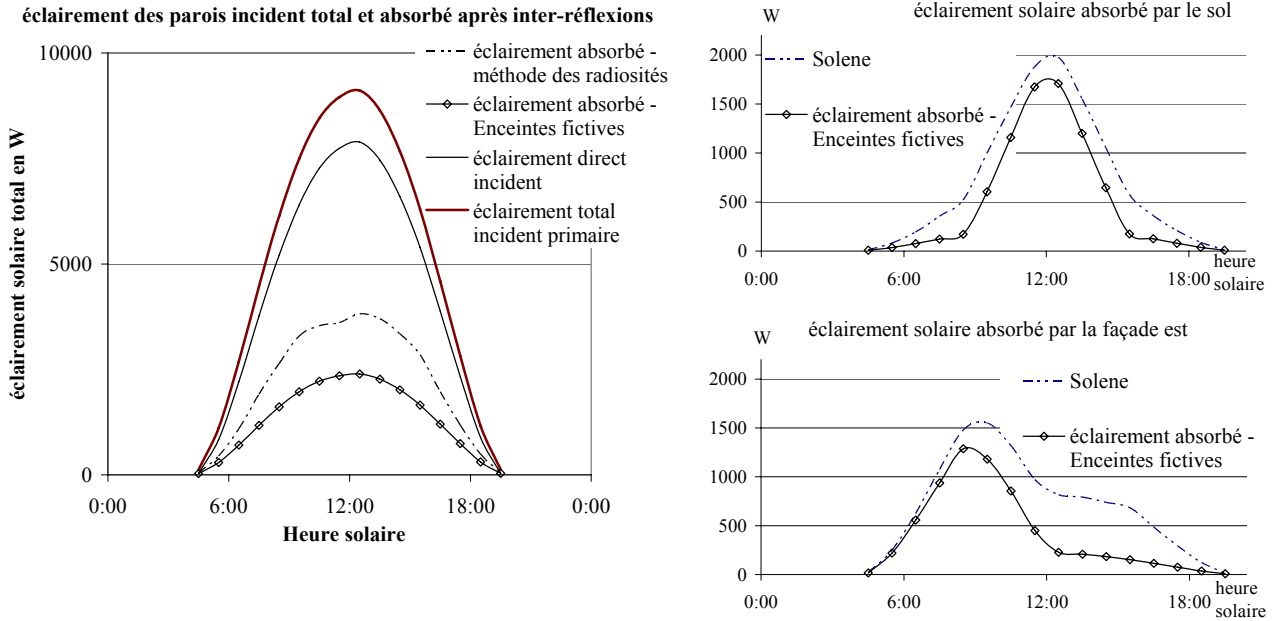 éclairement des parois incident total et absorbé après inter-réflexions
éclairement solaire total en W
10000
5000
0
éclairement absorbé -
méthode des radiosités
éclairement absorbé -
Enceintes fictives
éclairement direct
incident
éclairement total
incident primaire
0:00
6:00
12:00
18:00
0:00
Heure solaire
éclairement solaire absorbé par le sol
W
2000
1500
1000
500
0
Solene
éclairement absorbé -
Enceintes fictives
0:00
6:00
12:00
18:00
heure
solaire
éclairement solaire absorbé par la façade est
W
2000
1500
1000
500
0
Solene
éclairement absorbé -
Enceintes fictives
0:00
6:00
12:00
18:00
heure
solaire